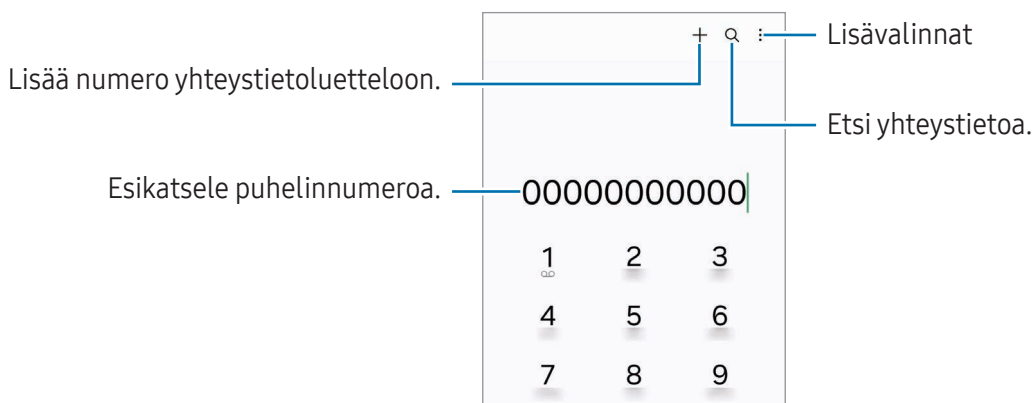 Lisävalinnat
Lisää numero yhteystietoluetteloon.
Etsi yhteystietoa.
Esikatsele puhelinnumeroa.
00000000000
1 2 3
4 5 6
7 8 9